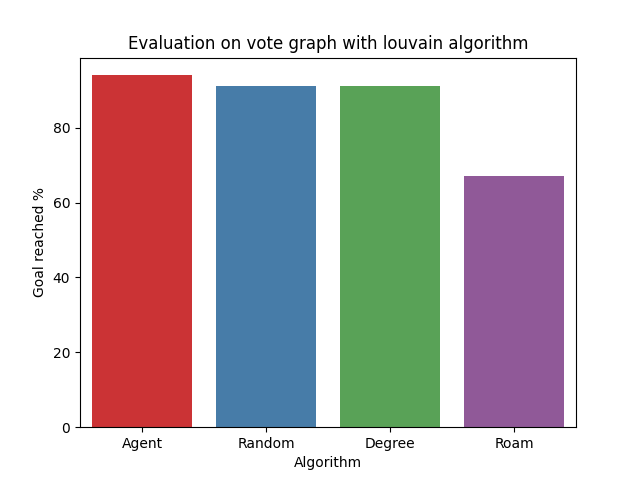 Evaluation on vote graph with louvain algorithm
Goal reached %
80
60
40
20
0
Agent Random Degree Roam
Algorithm